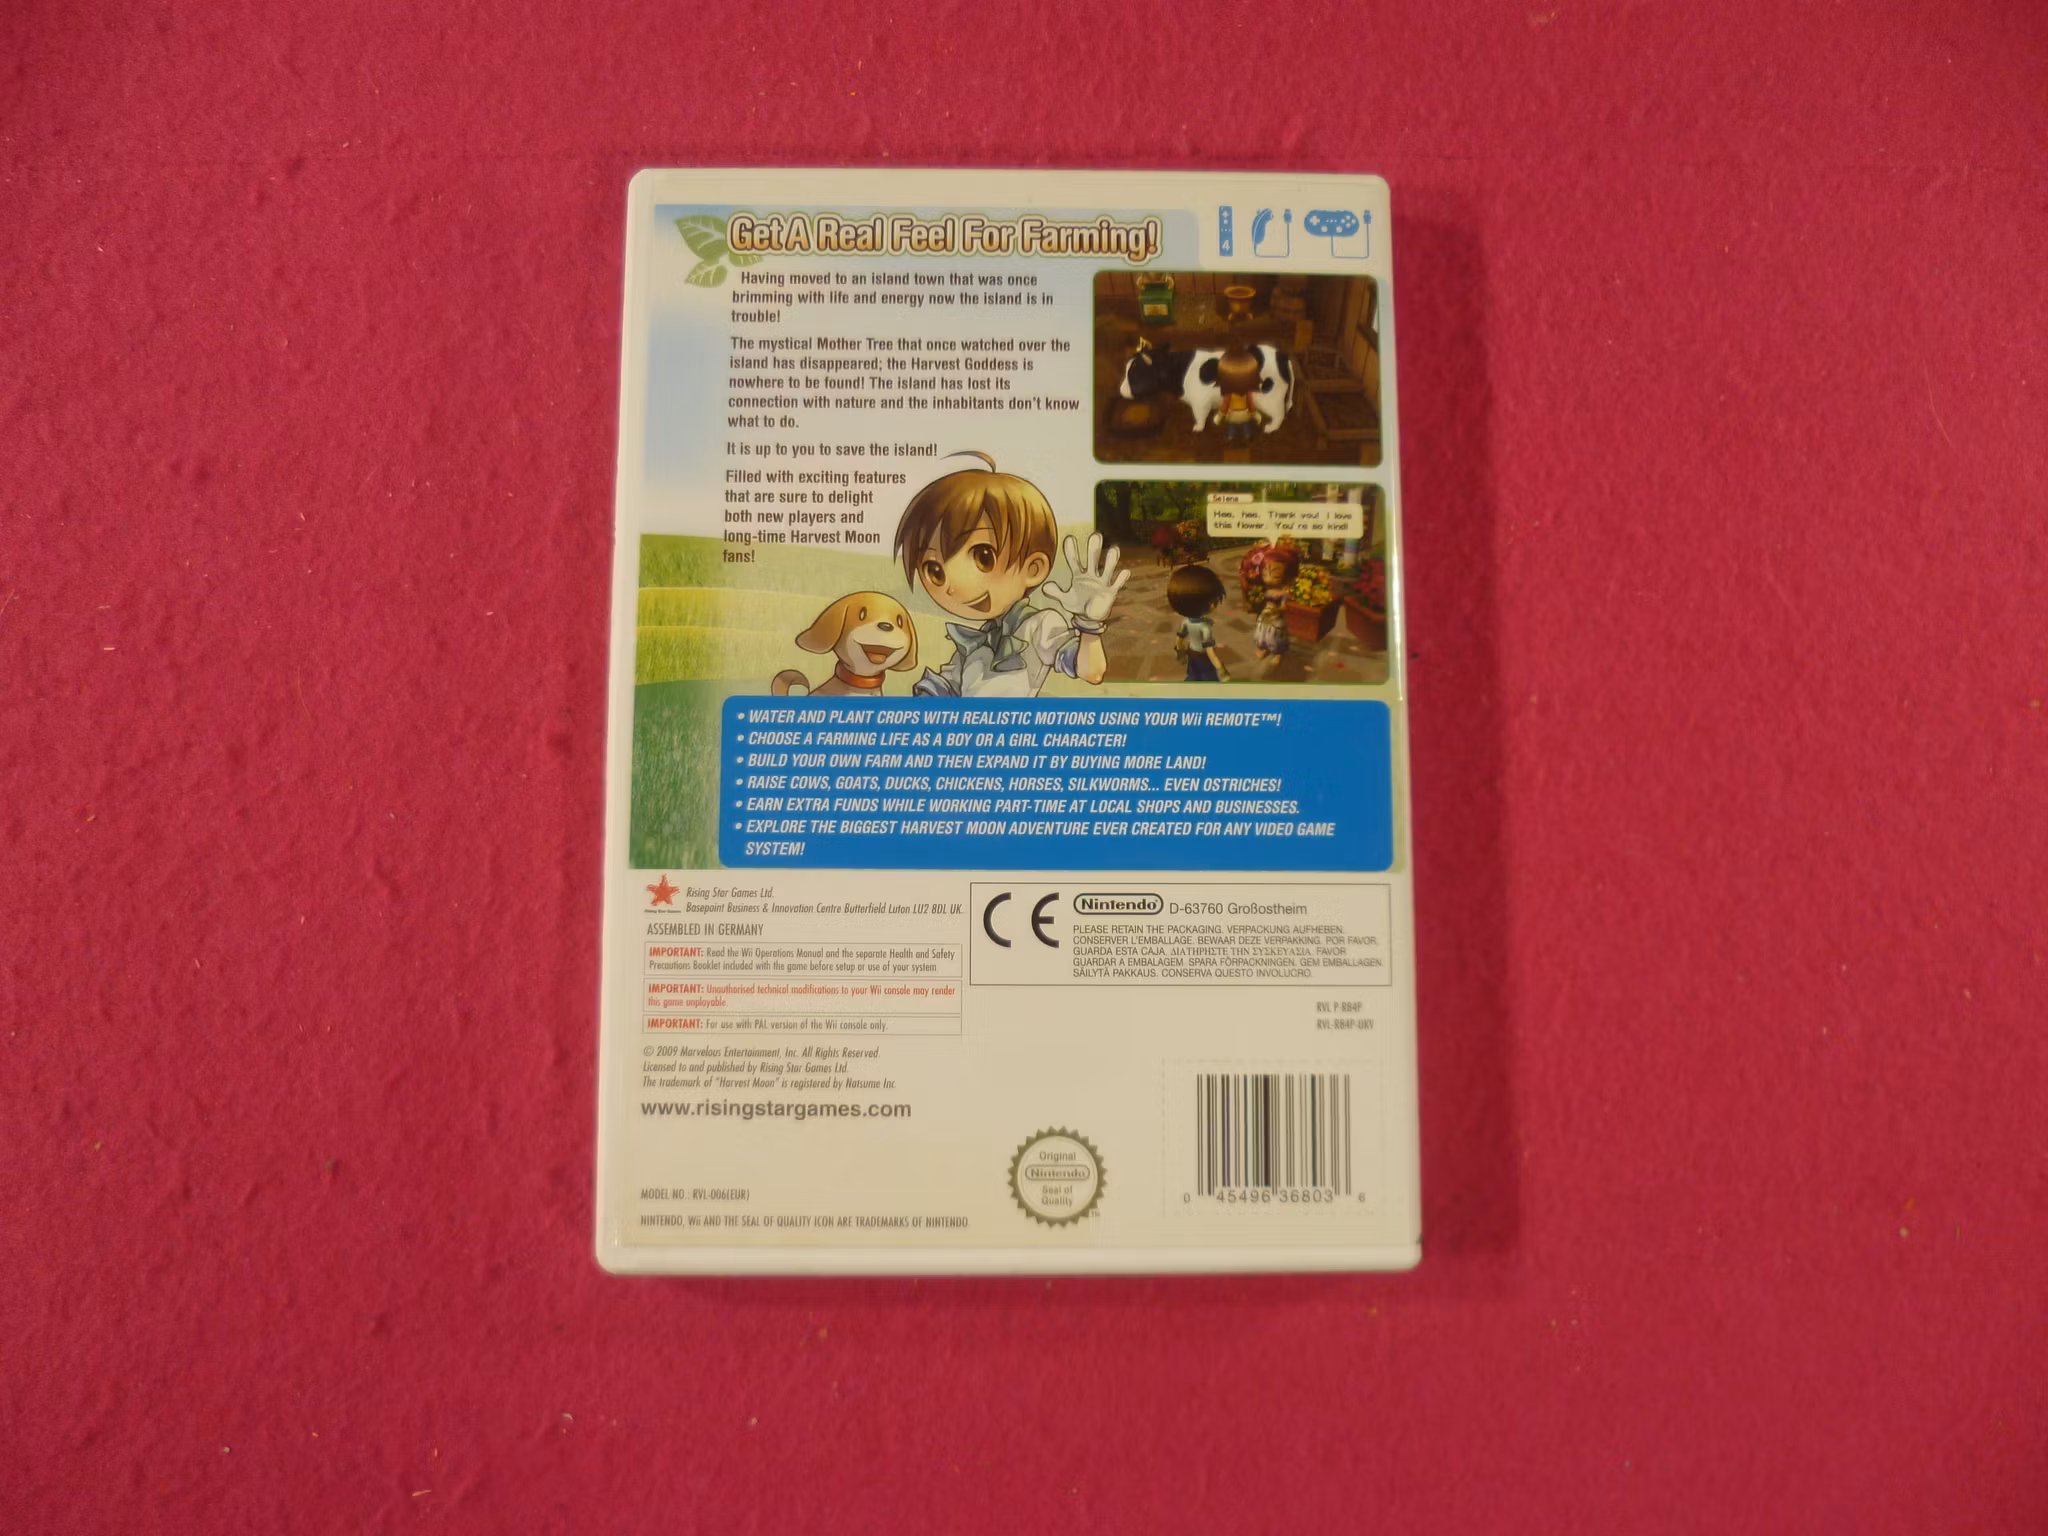 Get A Real Feel For Farming!
4
Having moved to an island town that was once
brimming with life and energy now the island is in
trouble!
The mystical Mother Tree that once watched over the
island has disappeared; the Harvest Goddess is
nowhere to be found! The island has lost its
connection with nature and the inhabitants don't know
what to do.
It is up to you to save the island!
Filled with exciting features
that are sure to delight
both new players and
long-time Harvest Moon
fans!
Selena
Hee, hee. Thank you! I love
this flower. You're so kind!
• WATER AND PLANT CROPS WITH REALISTIC MOTIONS USING YOUR Wii REMOTE™!
• CHOOSE A FARMING LIFE AS A BOY OR A GIRL CHARACTER!
• BUILD YOUR OWN FARM AND THEN EXPAND IT BY BUYING MORE LAND!
• RAISE COWS, GOATS, DUCKS, CHICKENS, HORSES, SILKWORMS... EVEN OSTRICHES!
• EARN EXTRA FUNDS WHILE WORKING PART-TIME AT LOCAL SHOPS AND BUSINESSES.
• EXPLORE THE BIGGEST HARVEST MOON ADVENTURE EVER CREATED FOR ANY VIDEO GAME
SYSTEM!
Rising Star Games
Rising Star Games Ltd.
Basepoint Business & Innovation Centre Butterfield Luton LU2 8DL UK.
ASSEMBLED IN GERMANY
IMPORTANT: Read the Wii Operations Manual and the separate Health and Safety
Precautions Booklet included with the game before setup or use of your system.
IMPORTANT: Unauthorised technical modifications to your Wii console may render
this game unplayable.
IMPORTANT: For use with PAL version of the Wii console only.
© 2009 Marvelous Entertainment, Inc. All Rights Reserved.
Licensed to and published by Rising Star Games Ltd.
The trademark of "Harvest Moon" is registered by Natsume Inc.
www.risingstargames.com
MODEL NO.: RVL-006(EUR)
NINTENDO, Wii AND THE SEAL OF QUALITY ICON ARE TRADEMARKS OF NINTENDO.
CE
Nintendo D-63760 Großostheim
PLEASE RETAIN THE PACKAGING. VERPACKUNG AUFHEBEN.
CONSERVER L'EMBALLAGE. BEWAAR DEZE VERPAKKING. POR FAVOR,
GUARDA ESTA CAJA. ΔΙΑΤΗΡΗΣΤΕ ΤΗΝ ΣΥΣΚΕΥΑΣΙΑ. FAVOR
GUARDAR A EMBALAGEM. SPARA FÖRPACKNINGEN. GEM EMBALLAGEN.
SÄILYTÄ PAKKAUS. CONSERVA QUESTO INVOLUCRO.
RVL P RB4P
RVL-RB4P-UKV
Original
Nintendo
Seal of
Quality
TM
0 45496 36803 6